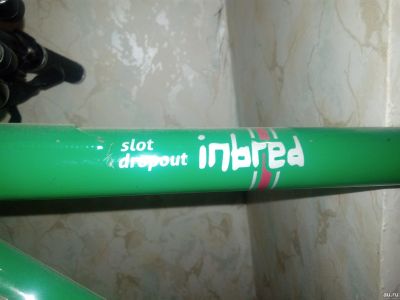 slot
dropout inbred
au.ru